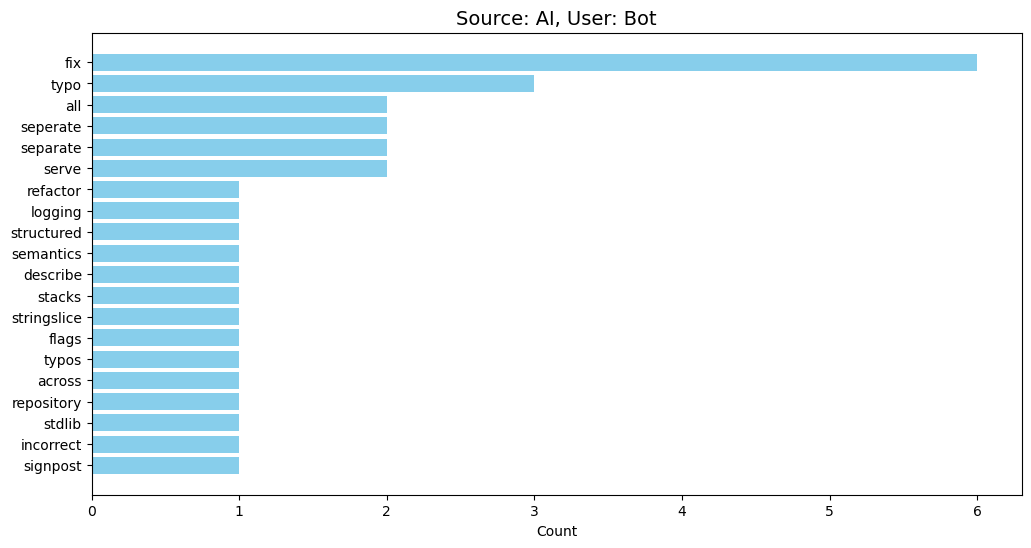 Source: AI, User: Bot
fix
typo
all
seperate
separate
serve
refactor
logging
structured
semantics
describe
stacks
stringslice
flags
typos
across
repository
stdlib
incorrect
signpost
0 1 2 3 4 5 6
Count